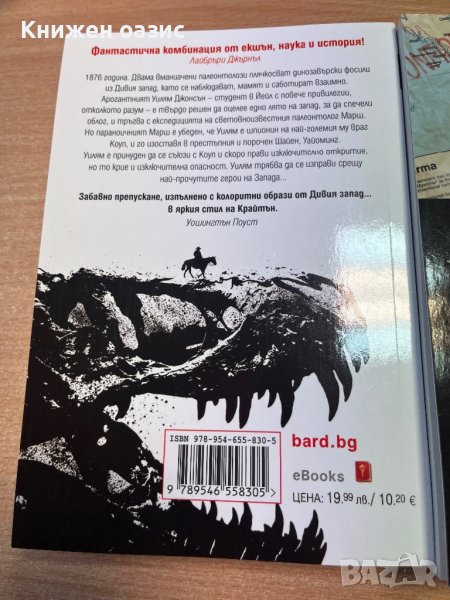 Книжен оазис
Фантастична комбинация от екшън, наука и история!
Лайбръри Джърнъл
1876 година. Двама вманиачени палеонтолози плячкосват динозавърски фосили
из Дивия запад, като се наблюдават, мамят и саботират взаимно.
Арогантният Уилям Джонсън – студент в Йейл с повече привилегии,
отколкото разум – е твърдо решен да оцелее едно лято на запад, за да спечели
облог, и тръгва с експедицията на световноизвестния палеонтолог Марш.
Но параноичният Марш е убеден, че Уилям е шпионин на най-големия му враг
Коуп, и го изоставя в престъпния и порочен Шайен, Уайоминг.
Уилям е принуден да се съюзи с Коуп и скоро прави изключително откритие,
но то крие и изключителна опасност. Уилям трябва да се изправи срещу
най-прочутите герои на Запада...
Забавно препускане, изпълнено с колоритни образи от Дивия запад...
в яркия стил на Крайтън.
Уошингтън Поуст
ISBN 978-954-655-830-5
9 789546 558305
bard.bg
eBooks
ЦЕНА: 19.99 лв./ 10.20 €
BAZAR